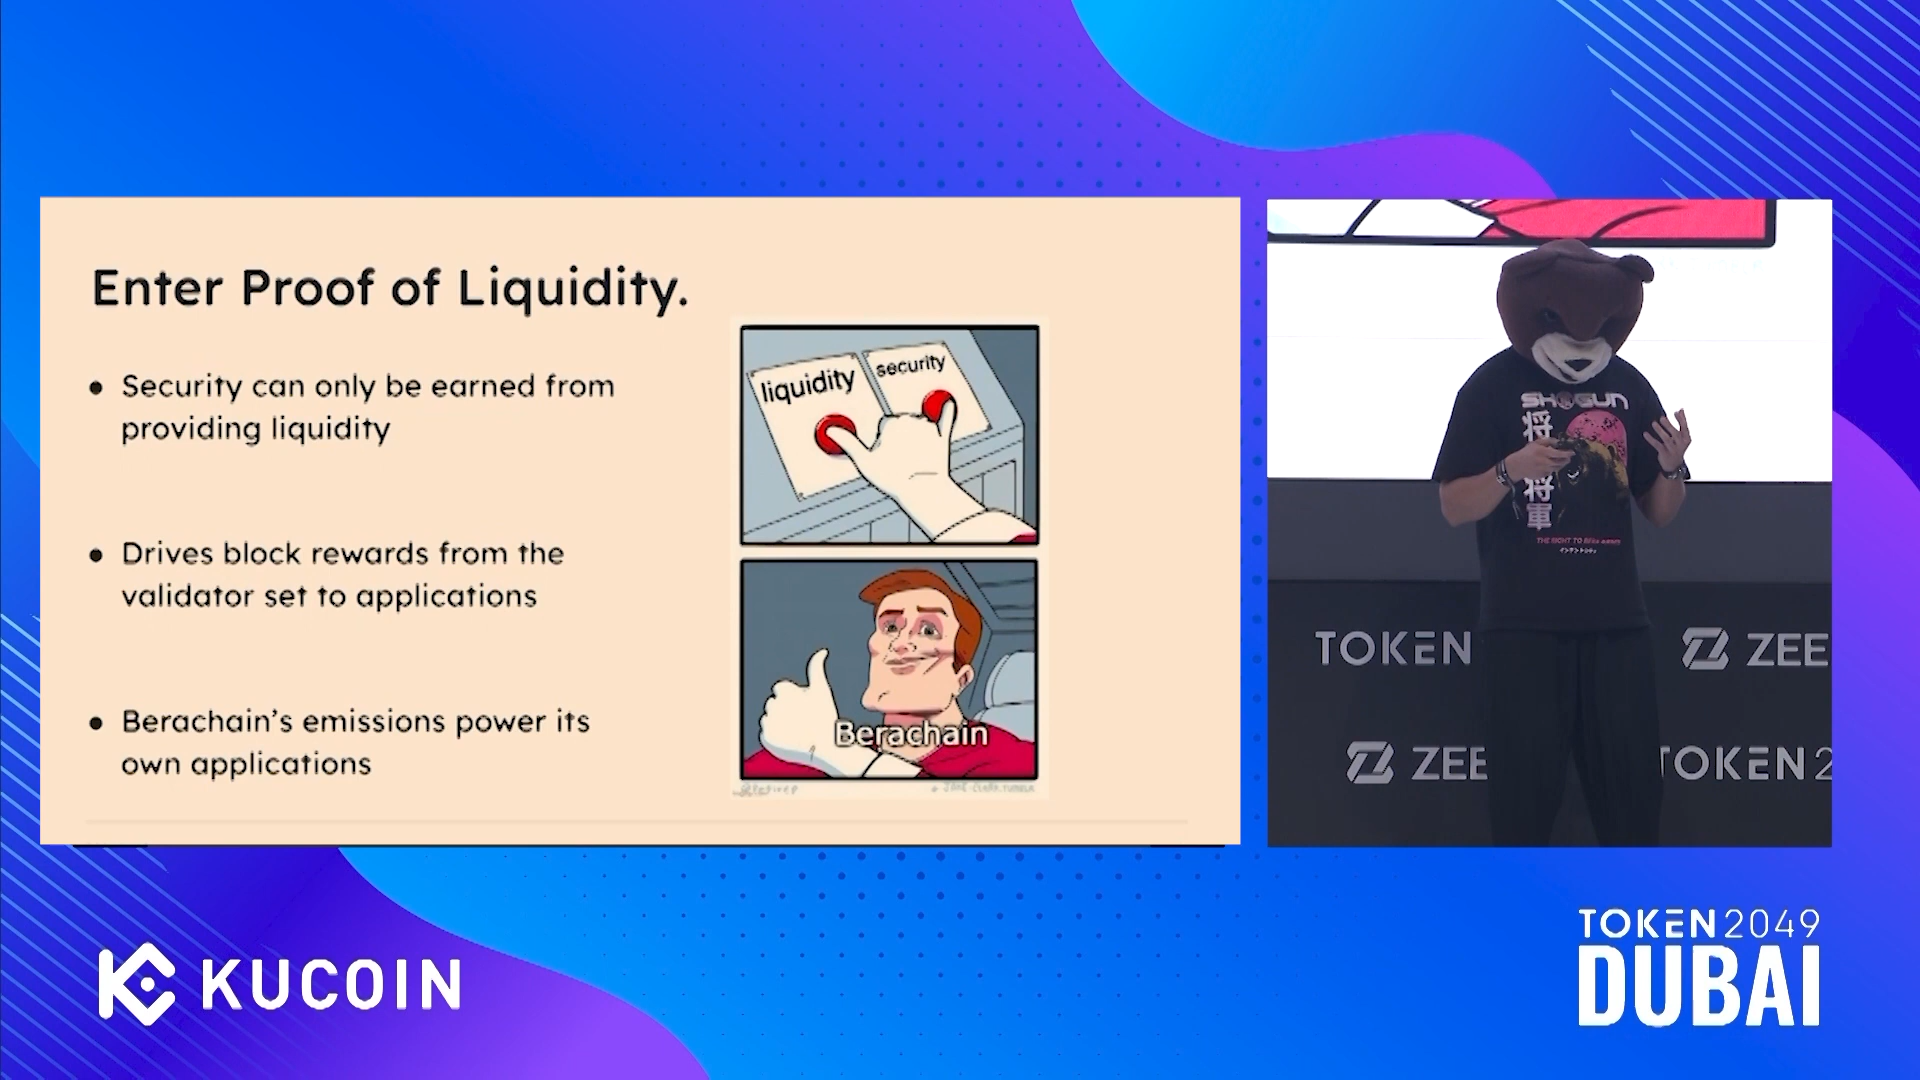 Enter Proof of Liquidity.
● Security can only be earned from
providing liquidity
● Drives block rewards from the
validator set to applications
● Berachain's emissions power its
own applications
liquidity
security
Berachain
SHOGUN
将
将
軍
TOKEN
ZEE
ZEE
TOKEN2
KUCOIN
TOKEN2049
DUBAI